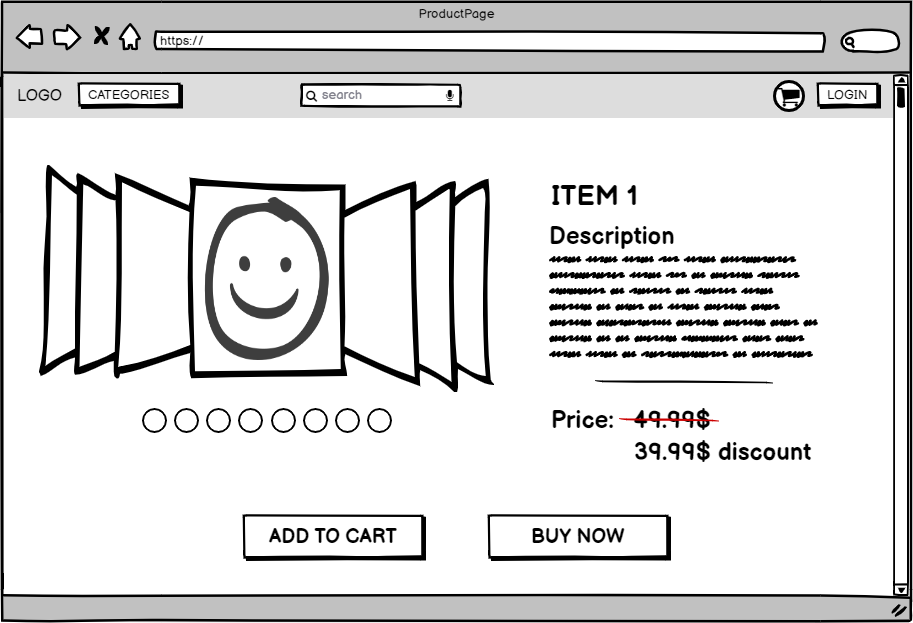 ProductPage
https://
LOGO
CATEGORIES
search
LOGIN
ITEM 1
Description
Price: 49.99$
39.99$ discount
ADD TO CART
BUY NOW